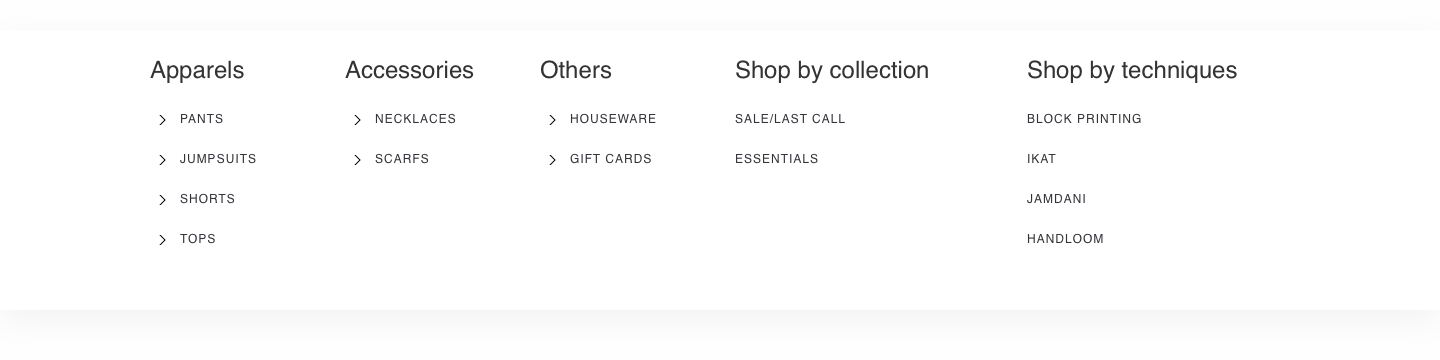 Apparels
PANTS
JUMPSUITS
SHORTS
TOPS
Accessories
NECKLACES
SCARFS
Others
HOUSEWARE
GIFT CARDS
Shop by collection
SALE/LAST CALL
ESSENTIALS
Shop by techniques
BLOCK PRINTING
IKAT
JAMDANI
HANDLOOM